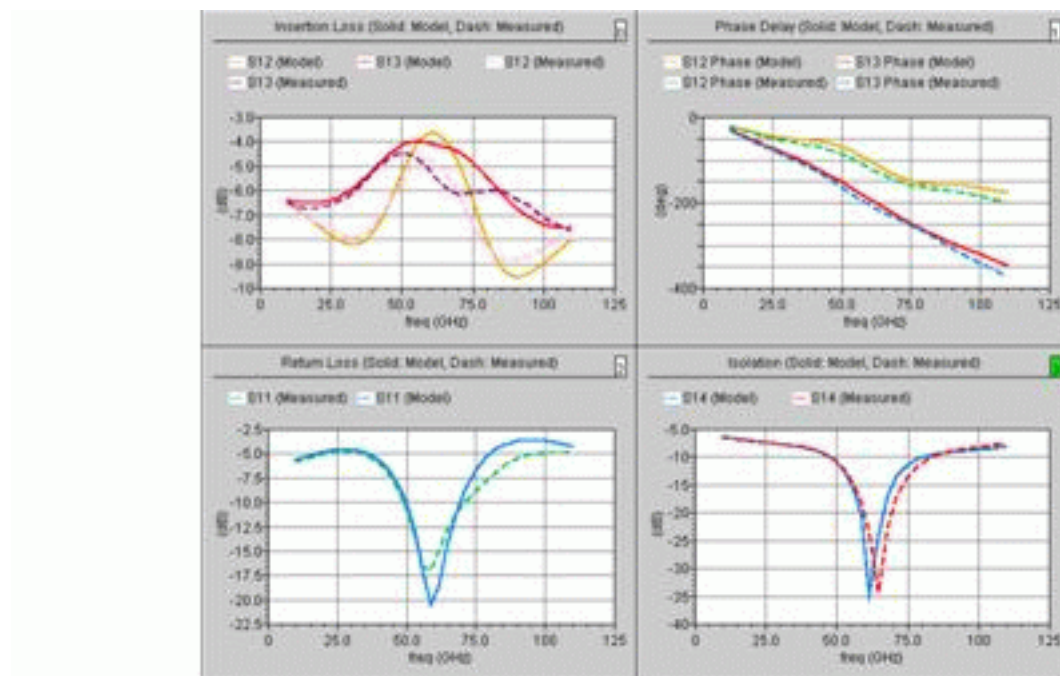 Insertion Loss (Solid: Model, Dash: Measured)
S12 (Model) S13 (Model) S12 (Measured)
S13 (Measured)
-3.0
-4.0
-6.0
-7.0
-8.0
-9.0
-10
(dB)
0 25.0 50.0 75.0 100 125
freq (GHz)
Phase Delay (Solid: Model, Dash: Measured)
S12 Phase (Model) S13 Phase (Model)
S12 Phase (Measured) S13 Phase (Measured)
0
-200
-400
(deg)
0 25.0 50.0 75.0 100 125
freq (GHz)
Return Loss (Solid: Model, Dash: Measured) 2
S11 (Measured) S11 (Model)
-2.5
-5.0
-7.5
-10.0
-12.5
-15.0
-17.5
-20.0
-22.5
(dB)
0 25.0 50.0 75.0 100 125
freq (GHz)
Isolation (Solid: Model, Dash: Measured)
S14 (Model) S14 (Measured)
-5.0
-10.0
-15
-20
-25
-30
-35
-40
(dB)
0 25.0 50.0 75.0 100 125
freq (GHz)